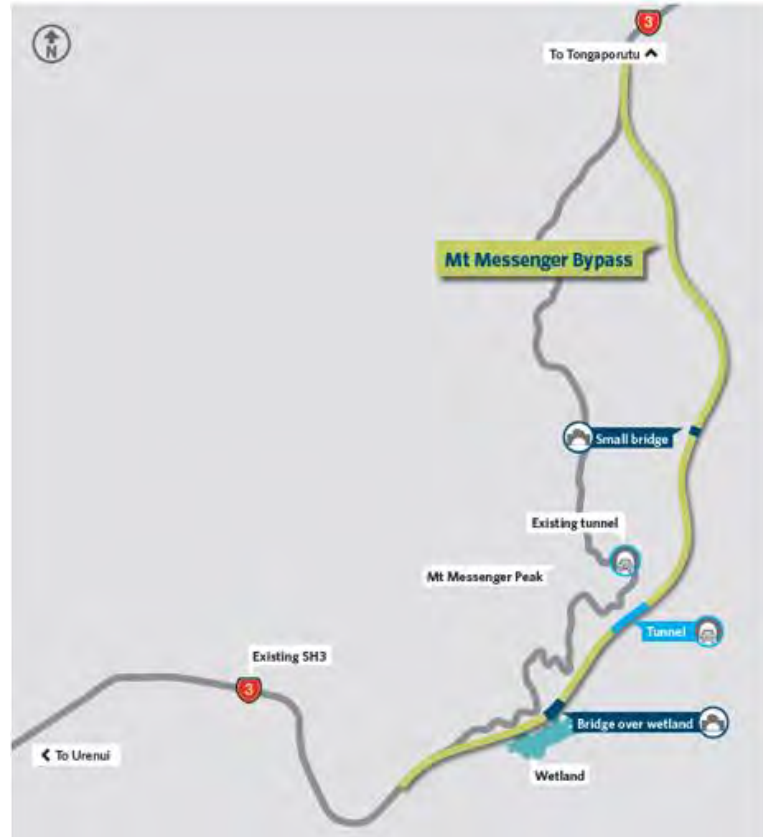 3
N
To Tongaporutu
Mt Messenger Bypass
Small bridge
Existing tunnel
Mt Messenger Peak
Tunnel
Existing SH3
3
Bridge over wetland
To Urenui
Wetland